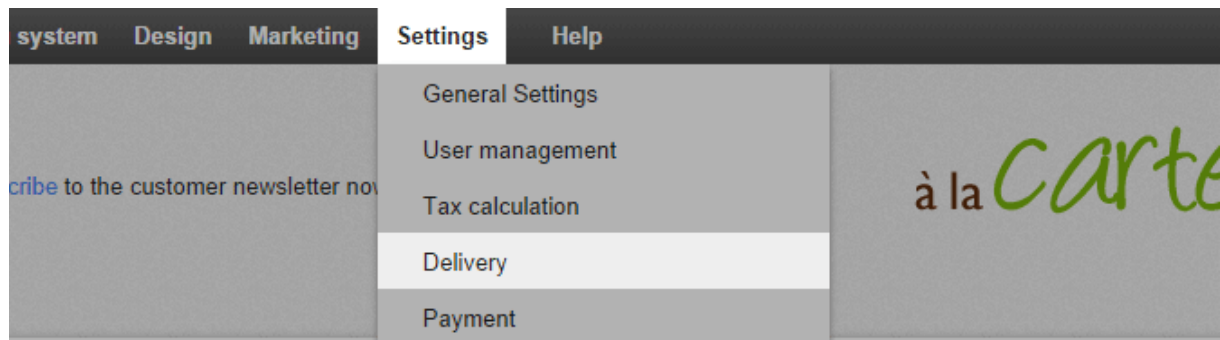 system Design Marketing Settings Help
General Settings
User management
cribe to the customer newsletter now
Tax calculation
Delivery
Payment
à la carte